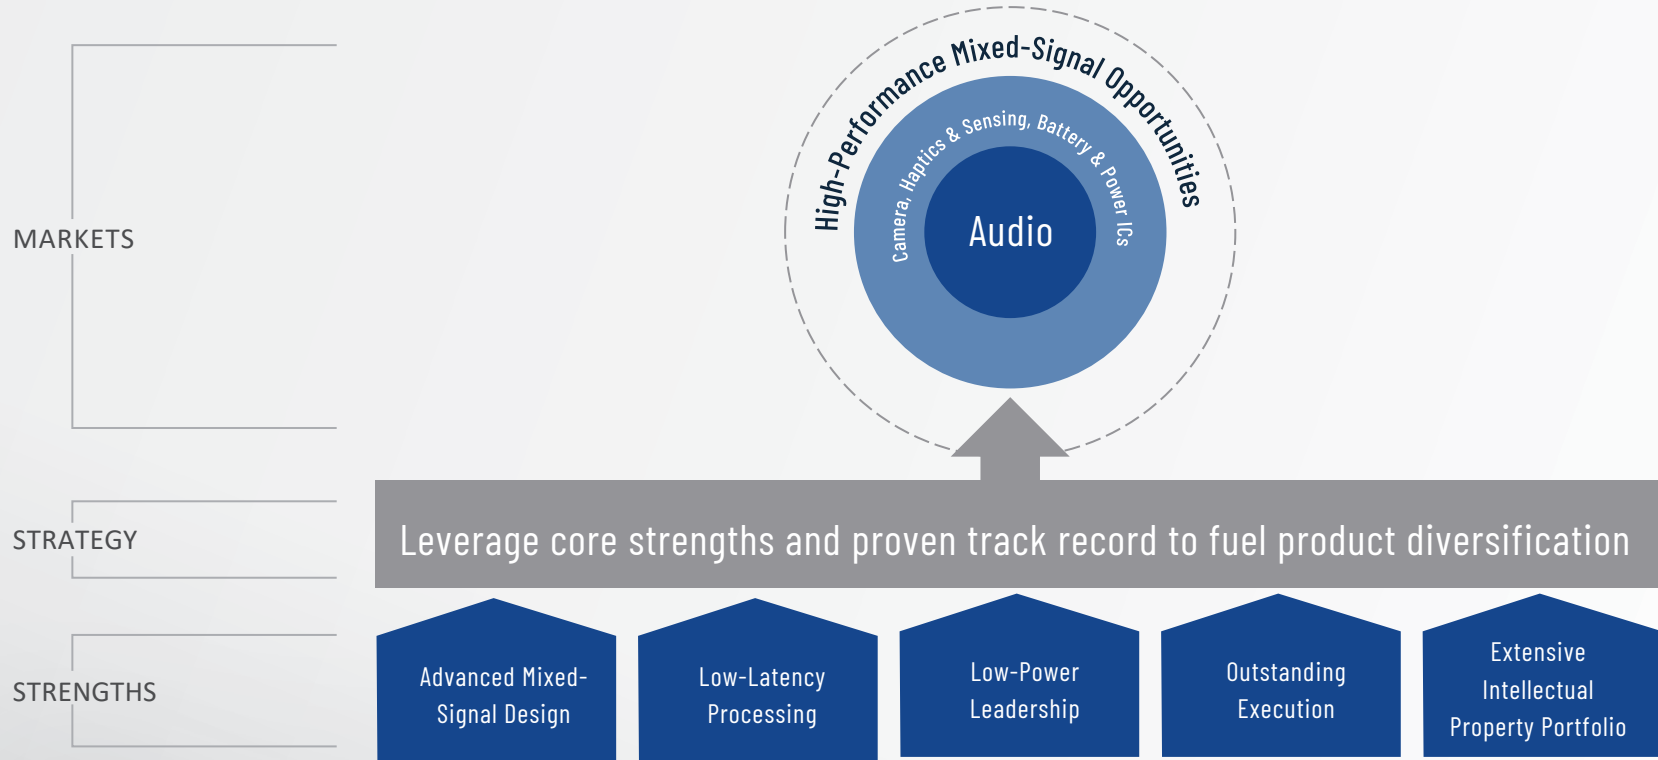 High-Performance Mixed-Signal Opportunities
Camera, Haptics & Sensing, Battery & Power ICs
Audio
MARKETS
STRATEGY
Leverage core strengths and proven track record to fuel product diversification
STRENGTHS
Advanced Mixed-
Signal Design
Low-Latency
Processing
Low-Power
Leadership
Outstanding
Execution
Extensive
Intellectual
Property Portfolio